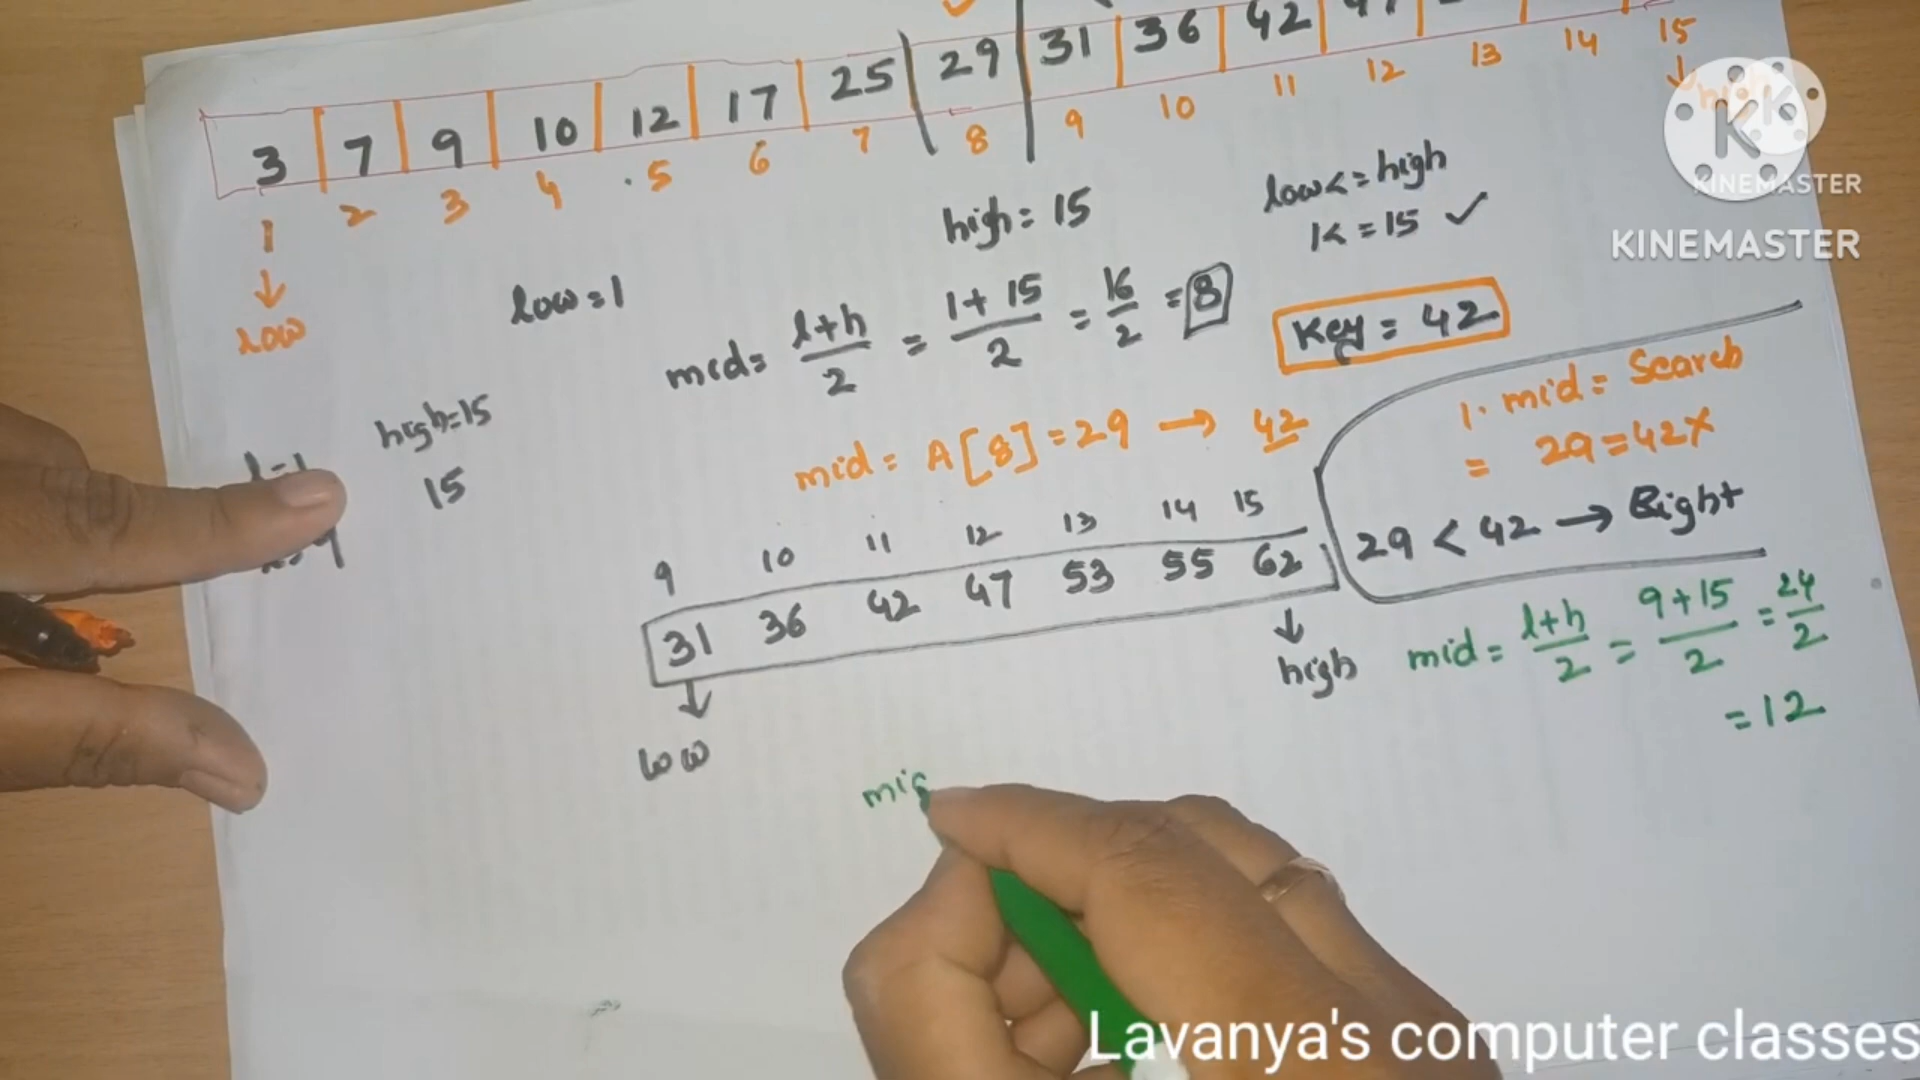 3 7 9 10 12 17 25 29 31 36 42 47
1 2 3 4 5 6 7 8 9 10 11 12 13 14 15
low
KINEMASTER
KINEMASTER
low<=high
1<=15 ✓
low=1
high=15
mid= l+h/2 = 1+15/2 = 16/2 = 8
Key = 42
high=15
15
mid= A[8]=29 → 42
1. mid= Search
= 29=42X
29 < 42 → Right
9 10 11 12 13 14 15
31 36 42 47 53 55 62
low
high
mid= l+h/2 = 9+15/2 = 24/2
=12
Lavanya's computer classes